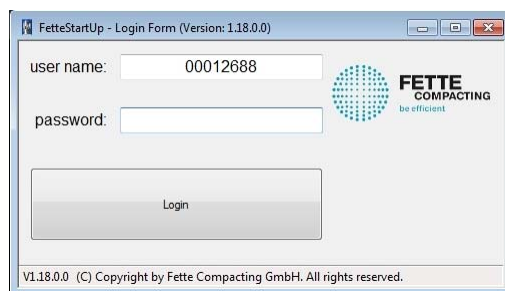 FetteStartUp - Login Form (Version: 1.18.0.0)
user name: 00012688
FETTE
COMPACTING
be efficient
password:
Login
V1.18.0.0 (C) Copyright by Fette Compacting GmbH. All rights reserved.